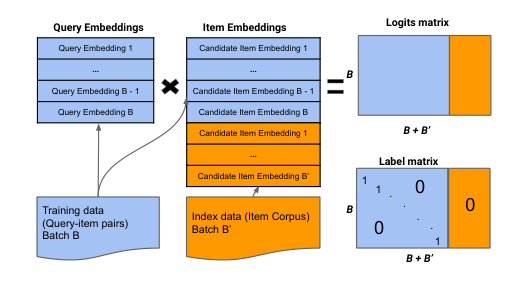 Query Embeddings
Query Embedding 1
...
Query Embedding B - 1
Query Embedding B
Item Embeddings
Candidate Item Embedding 1
...
Candidate Item Embedding B - 1
Candidate Item Embedding B
Candidate Item Embedding 1
...
Candidate Item Embedding B'
Logits matrix
B
B + B'
Training data
(Query-item pairs)
Batch B
Index data (Item Corpus)
Batch B'
Label matrix
1
1
0
0
1
0
B
B + B'